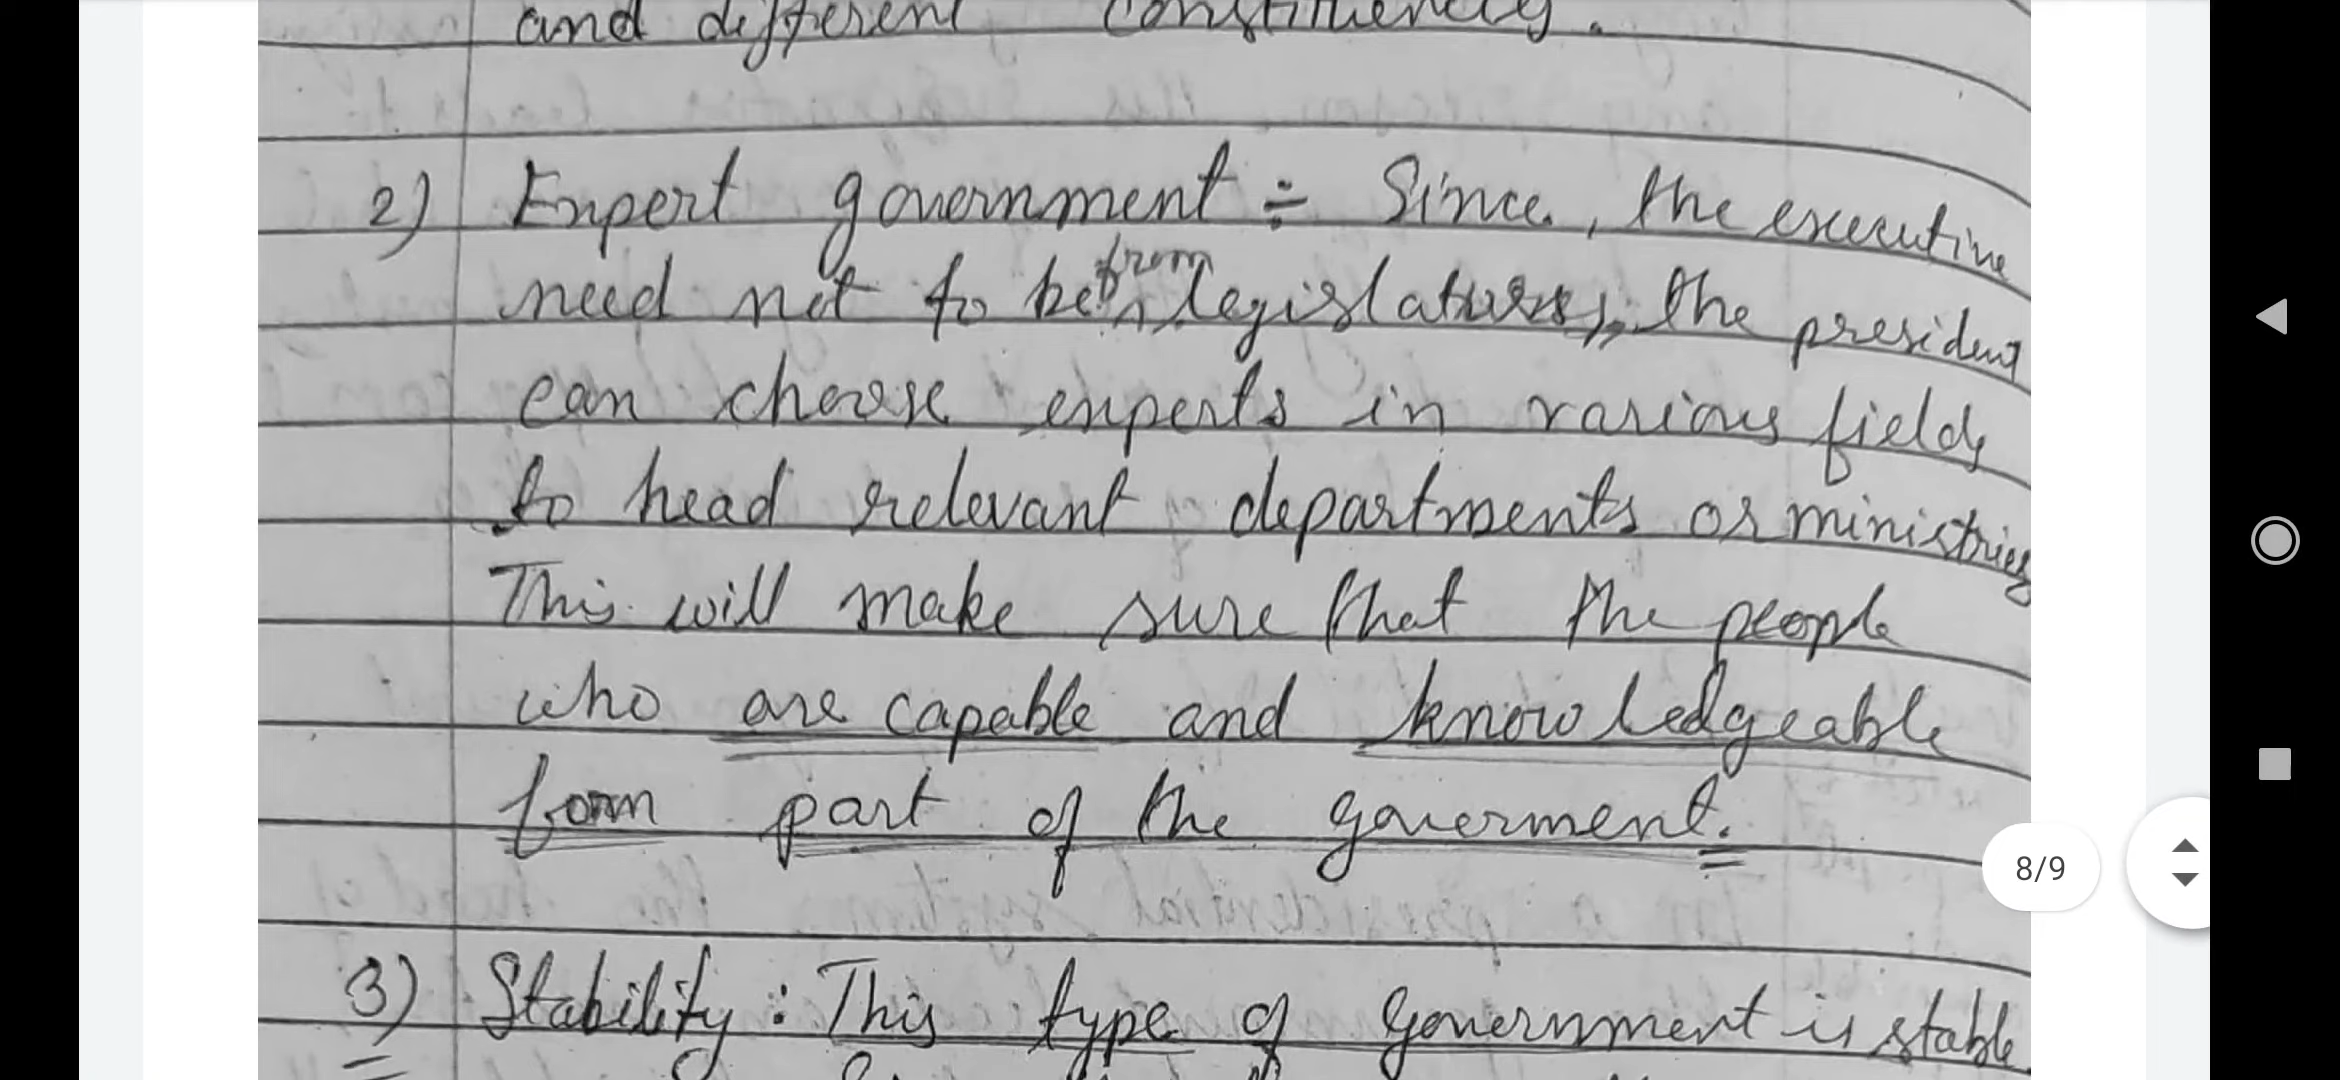 and different constituency.
2) Expert government ÷ Since, the executive
need not to be from legislatures, the president
can choose experts in various fields
to head relevant departments or ministries
This will make sure that the people
who are capable and knowledgeable
form part of the goverment.
8/9
3) Stability : This type of government is stable